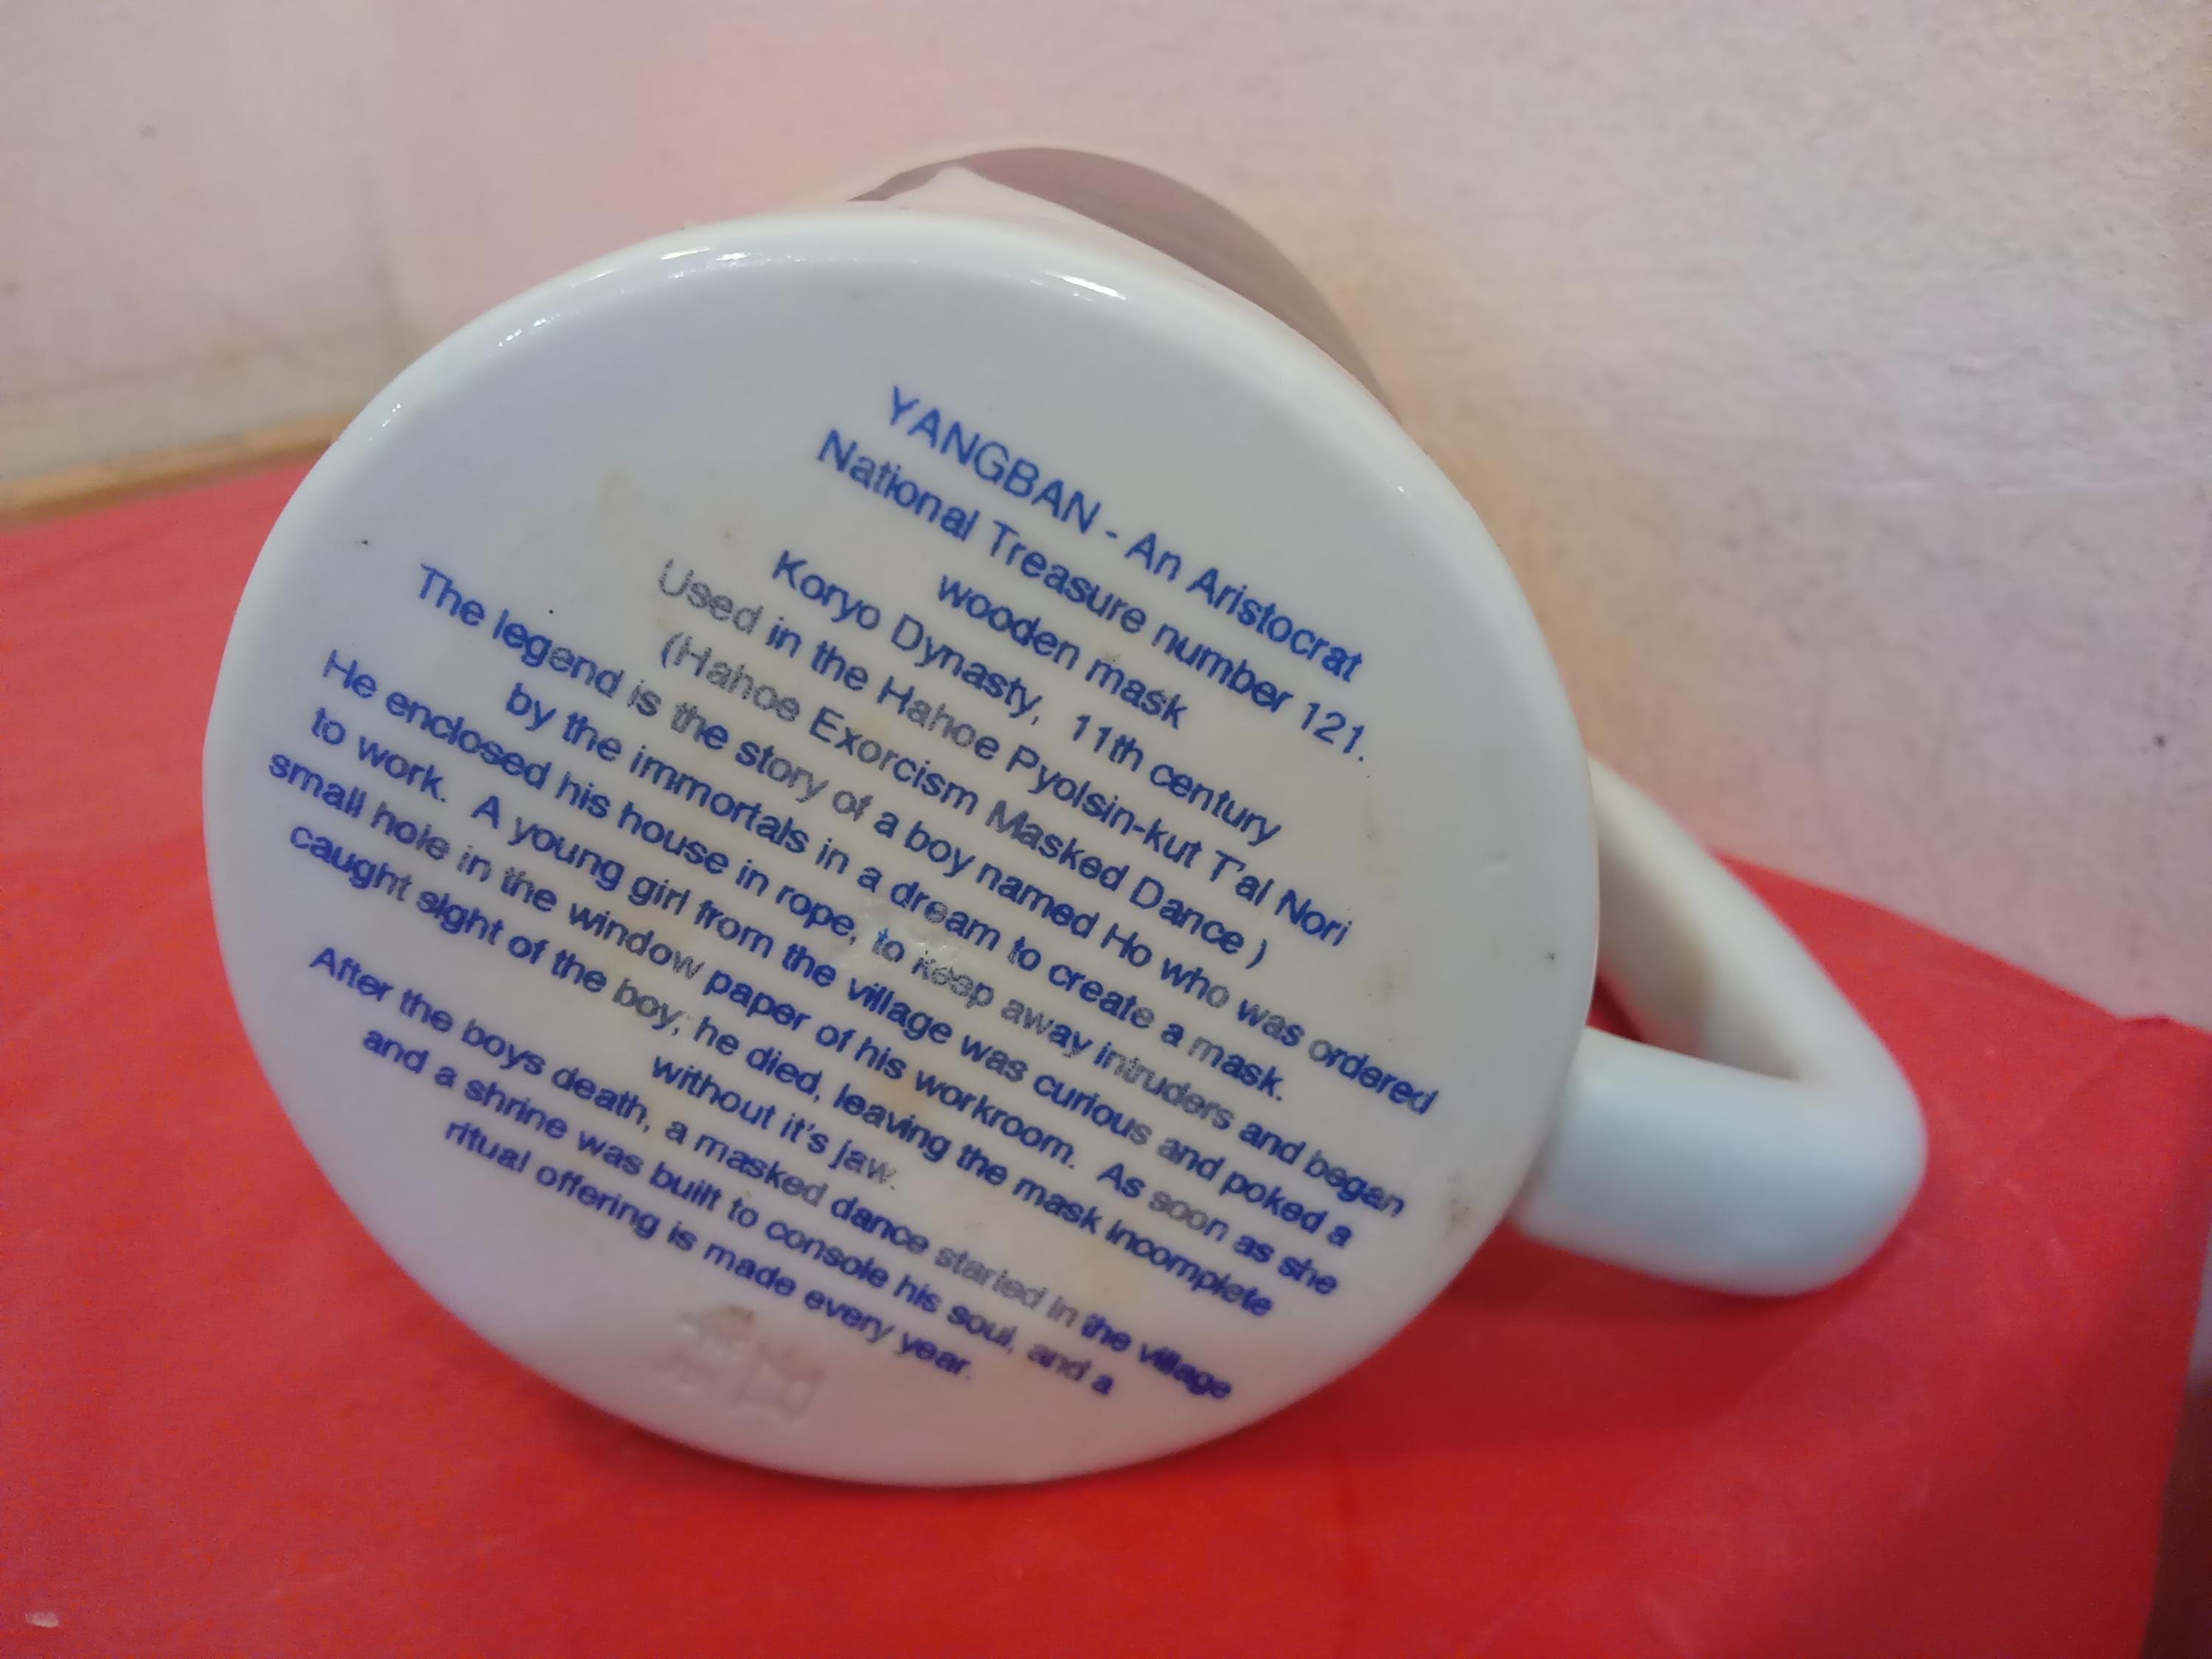 YANGBAN - An Aristocrat
National Treasure number 121.
wooden mask
Koryo Dynasty, 11th century
Used in the Hahoe Pyolsin-kut T'al Nori
(Hahoe Exorcism Masked Dance )
The legend is the story of a boy named Ho who was ordered
by the immortals in a dream to create a mask.
He enclosed his house in rope, to keep away intruders and began
to work. A young girl from the village was curious and poked a
small hole in the window paper of his workroom. As soon as she
caught sight of the boy, he died, leaving the mask incomplete
without it's jaw.
After the boys death, a masked dance started in the village
and a shrine was built to console his soul, and a
ritual offering is made every year.